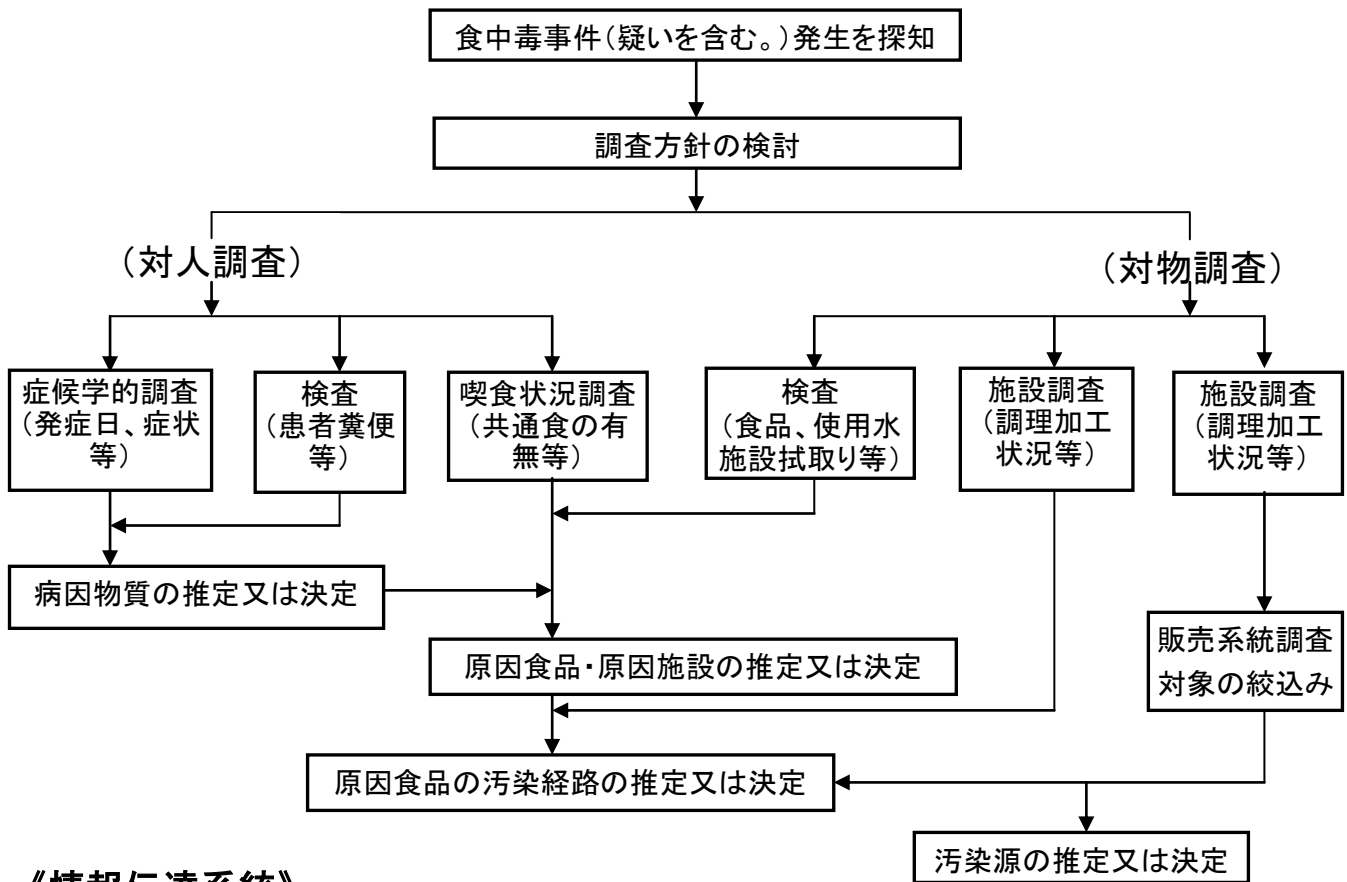 食中毒事件(疑いを含む。)発生を探知
調査方針の検討
(対人調査)
(対物調査)
症候学的調査
(発症日、症状
等)
検査
(患者糞便
等)
喫食状況調査
(共通食の有
無等)
検査
(食品、使用水
施設拭取り等)
施設調査
(調理加工
状況等)
施設調査
(調理加工
状況等)
病因物質の推定又は決定
原因食品・原因施設の推定又は決定
販売系統調査
対象の絞込み
原因食品の汚染経路の推定又は決定
汚染源の推定又は決定
《情報伝達系統》